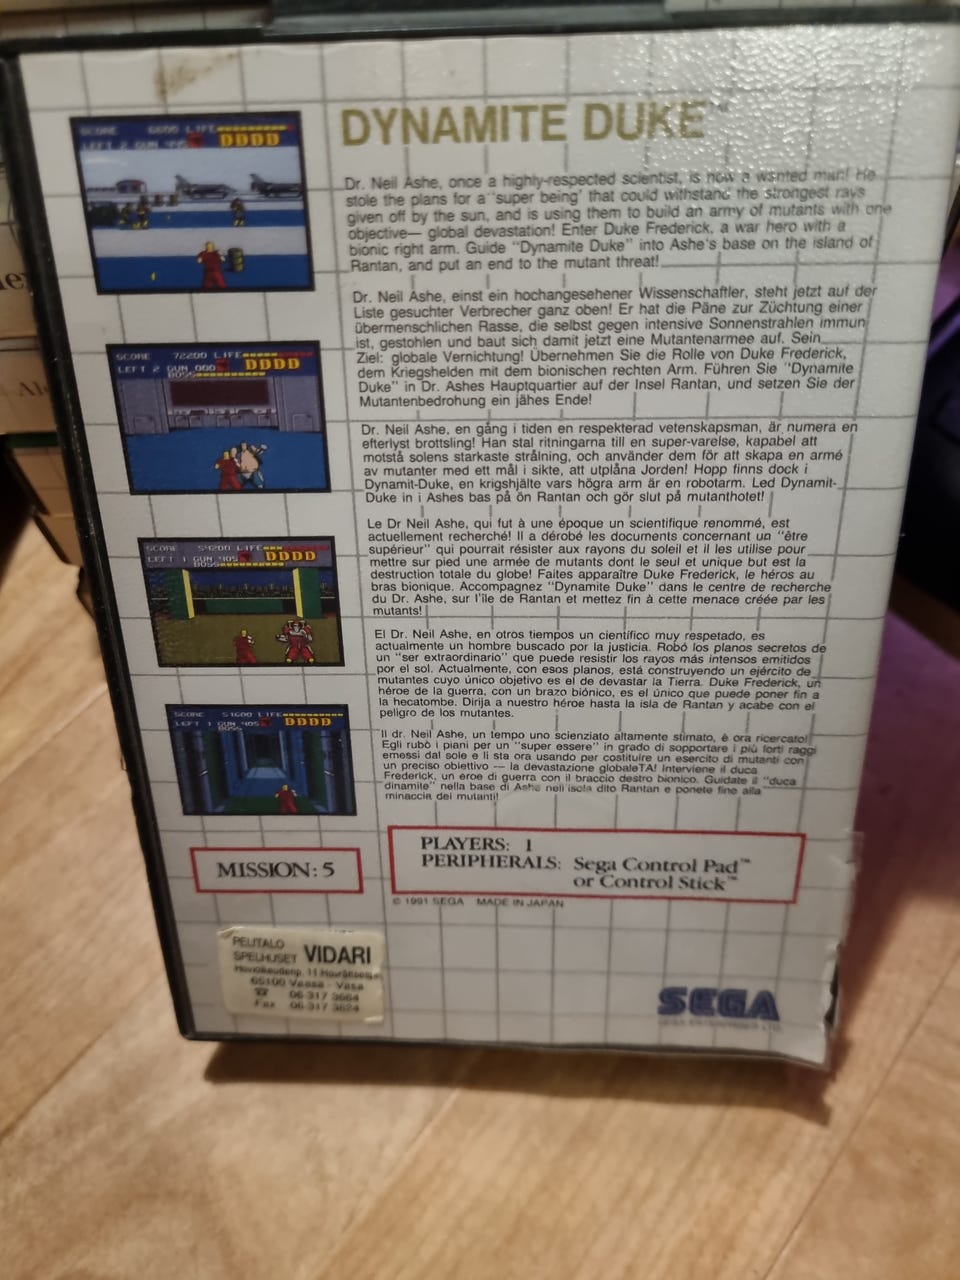 DYNAMITE DUKE™
Dr. Neil Ashe, once a highly-respected scientist, is now a wanted man! He
stole the plans for a 'super being' that could withstand the strongest rays
given off by the sun, and is using them to build an army of mutants with one
objective— global devastation! Enter Duke Frederick, a war hero with a
bionic right arm. Guide "Dynamite Duke" into Ashe's base on the island of
Rantan, and put an end to the mutant threat!
Dr. Neil Ashe, einst ein hochangesehener Wissenschaftler, steht jetzt auf der
Liste gesuchter Verbrecher ganz oben! Er hat die Päne zur Züchtung einer
übermenschlichen Rasse, die selbst gegen intensive Sonnenstrahlen immun
ist, gestohlen und baut sich damit jetzt eine Mutantenarmee auf. Sein
Ziel: globale Vernichtung! Übernehmen Sie die Rolle von Duke Frederick,
dem Kriegshelden mit dem bionischen rechten Arm. Führen Sie "Dynamite
Duke" in Dr. Ashes Hauptquartier auf der Insel Rantan, und setzen Sie der
Mutantenbedrohung ein jähes Ende!
Dr. Neil Ashe, en gång i tiden en respekterad vetenskapsman, är numera en
efterlyst brottsling! Han stal ritningarna till en super-varelse, kapabel att
motstå solens starkaste strålning, och använder dem för att skapa en armé
av mutanter med ett mål i sikte, att utplåna Jorden! Hopp finns dock i
Dynamit-Duke, en krigshjälte vars högra arm är en robotarm. Led Dynamit-
Duke in i Ashes bas på ön Rantan och gör slut på mutanthotet!
Le Dr Neil Ashe, qui fut à une époque un scientifique renommé, est
actuellement recherché! Il a dérobé les documents concernant un "être
supérieur" qui pourrait résister aux rayons du soleil et il les utilise pour
mettre sur pied une armée de mutants dont le seul et unique but est la
destruction totale du globe! Faites apparaître Duke Frederick, le héros au
bras bionique. Accompagnez "Dynamite Duke" dans le centre de recherche
du Dr. Ashe, sur l'île de Rantan et mettez fin à cette menace créée par les
mutants!
El Dr. Neil Ashe, en otros tiempos un científico muy respetado, es
actualmente un hombre buscado por la justicia. Robó los planos secretos de
un "ser extraordinario" que puede resistir los rayos más intensos emitidos
por el sol. Actualmente, con esos planos, está construyendo un ejército de
mutantes cuyo único objetivo es el de devastar la Tierra. Duke Frederick, un
héroe de la guerra, con un brazo biónico, es el único que puede poner fin a
la hecatombe. Dirija a nuestro héroe hasta la isla de Rantan y acabe con el
peligro de los mutantes.
Il dr. Neil Ashe, un tempo uno scienziato altamente stimato, è ora ricercato!
Egli rubò i piani per un "super essere" in grado di sopportare i più forti raggi
emessi dal sole e li sta ora usando per costituire un esercito di mutanti con
un preciso obiettivo — la devastazione globaleTA! Interviene il duca
Frederick, un eroe di guerra con il braccio destro bionico. Guidate il "duca
dinamite" nella base di Ashe nell isola dito Rantan e ponete fine alla
minaccia dei mutanti!
SCORE 6600 LIFE
LEFT 2 GUN DDDD
SCORE 72200 LIFE
LEFT 2 GUN 000 DDDD
BOSS
SCORE 59200 LIFE
LEFT 1 GUN DDDD
BOSS
SCORE 51600 LIFE
LEFT 1 GUN DDDD
BOSS
MISSION: 5
PLAYERS: 1
PERIPHERALS: Sega Control Pad™
or Control Stick™
© 1991 SEGA MADE IN JAPAN
PELITALO
SPELHUSET VIDARI
65100 Vaasa - Vasa
☎ 06-317 3664
Fax 06-317 3624
SEGA
SEGA ENTERPRISES LTD.